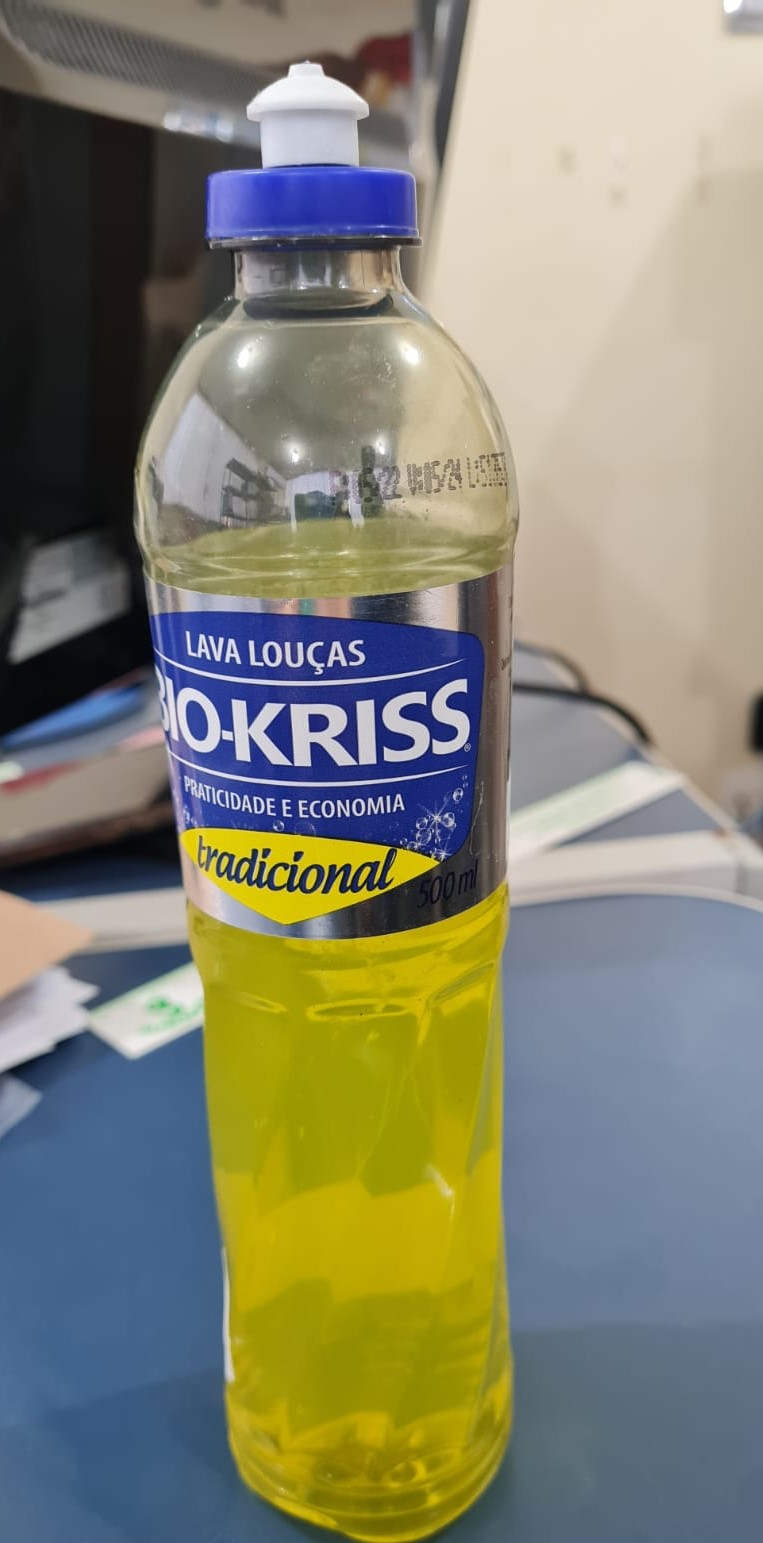 LAVA LOUÇAS
BIO-KRISS®
PRATICIDADE E ECONOMIA
tradicional
500 ml